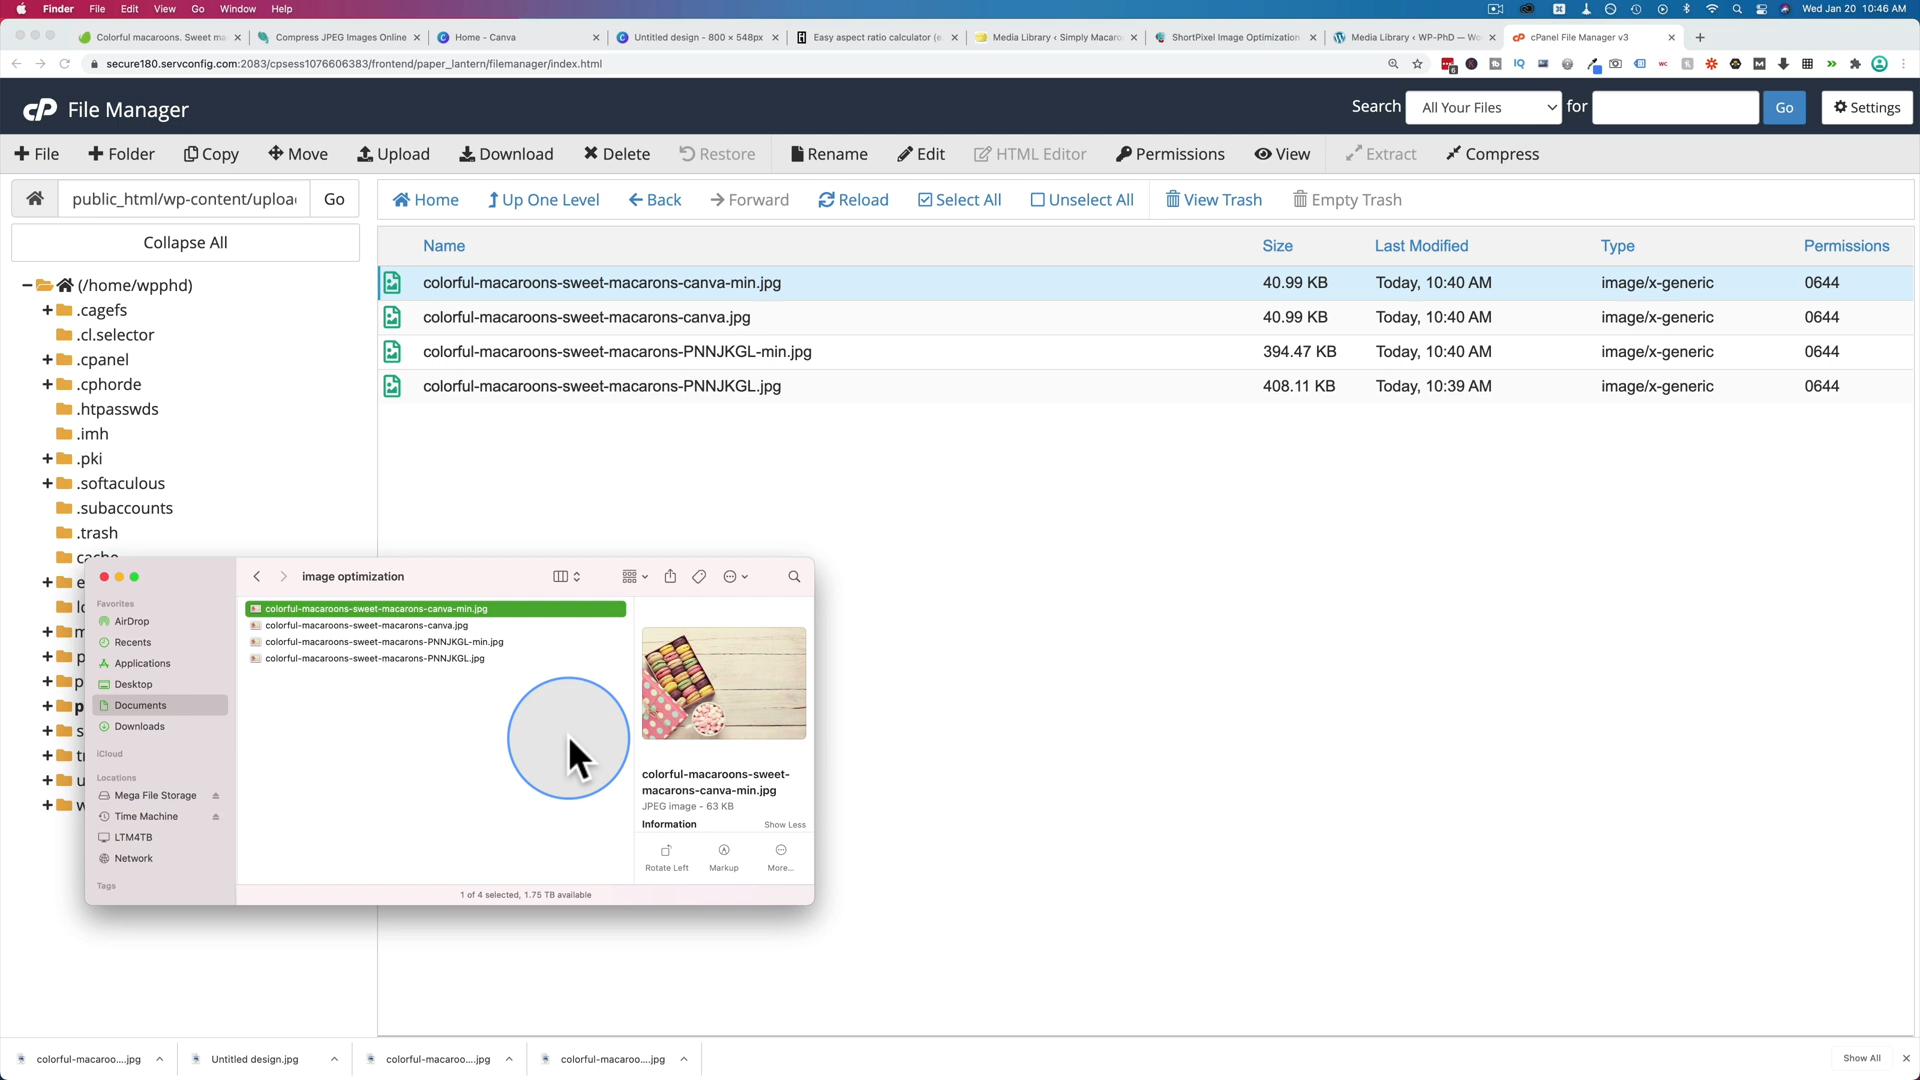 Finder File Edit View Go Window Help Wed Jan 20 10:46 AM
Colorful macaroons. Sweet ma Compress JPEG Images Online Home - Canva Untitled design - 800 × 548px Easy aspect ratio calculator (e. Media Library ‹ Simply Macaro ShortPixel Image Optimization Media Library ‹ WP-PhD — Wo cPanel File Manager v3
secure180.servconfig.com:2083/cpsess1076606383/frontend/paper_lantern/filemanager/index.html
cP File Manager Search All Your Files for Go Settings
File Folder Copy Move Upload Download Delete Restore Rename Edit HTML Editor Permissions View Extract Compress
public_html/wp-content/uploa Go Home Up One Level Back Forward Reload Select All Unselect All View Trash Empty Trash
Collapse All
Name Size Last Modified Type Permissions
colorful-macaroons-sweet-macarons-canva-min.jpg 40.99 KB Today, 10:40 AM image/x-generic 0644
colorful-macaroons-sweet-macarons-canva.jpg 40.99 KB Today, 10:40 AM image/x-generic 0644
colorful-macaroons-sweet-macarons-PNNJKGL-min.jpg 394.47 KB Today, 10:40 AM image/x-generic 0644
colorful-macaroons-sweet-macarons-PNNJKGL.jpg 408.11 KB Today, 10:39 AM image/x-generic 0644
(/home/wpphd)
.cagefs
.cl.selector
.cpanel
.cphorde
.htpasswds
.imh
.pki
.softaculous
.subaccounts
.trash
cache
image optimization
Favorites
AirDrop
Recents
Applications
Desktop
Documents
Downloads
iCloud
Locations
Mega File Storage
Time Machine
LTM4TB
Network
Tags
colorful-macaroons-sweet-macarons-canva-min.jpg
colorful-macaroons-sweet-macarons-canva.jpg
colorful-macaroons-sweet-macarons-PNNJKGL-min.jpg
colorful-macaroons-sweet-macarons-PNNJKGL.jpg
colorful-macaroons-sweet-
macarons-canva-min.jpg
JPEG image - 63 KB
Information Show Less
Rotate Left Markup More...
1 of 4 selected, 1.75 TB available
colorful-macaroo....jpg Untitled design.jpg colorful-macaroo....jpg colorful-macaroo....jpg Show All